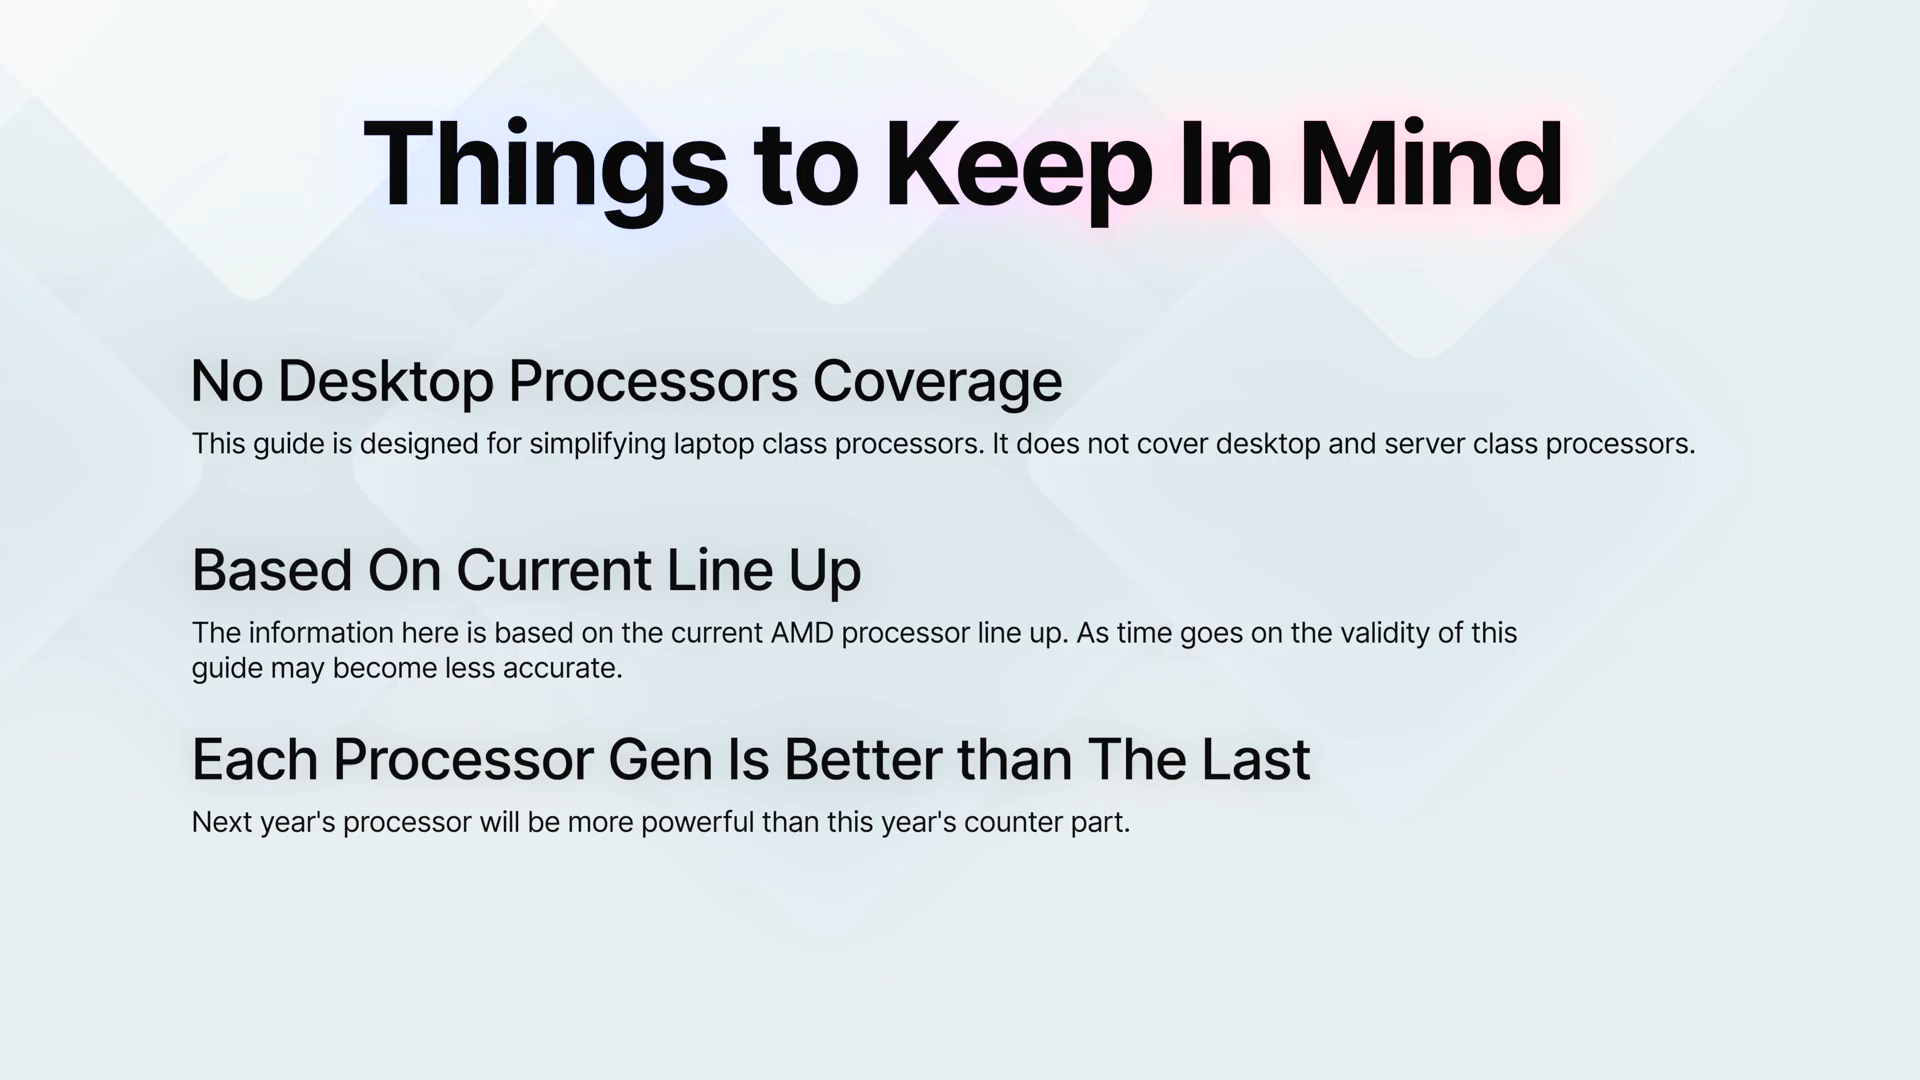 Things to Keep In Mind
No Desktop Processors Coverage
This guide is designed for simplifying laptop class processors. It does not cover desktop and server class processors.
Based On Current Line Up
The information here is based on the current AMD processor line up. As time goes on the validity of this
guide may become less accurate.
Each Processor Gen Is Better than The Last
Next year's processor will be more powerful than this year's counter part.